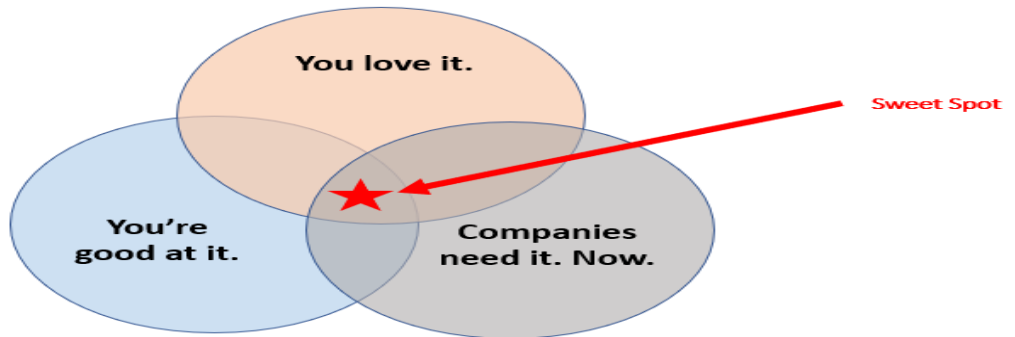 You love it.
Sweet Spot
You’re
good at it.
Companies
need it. Now.